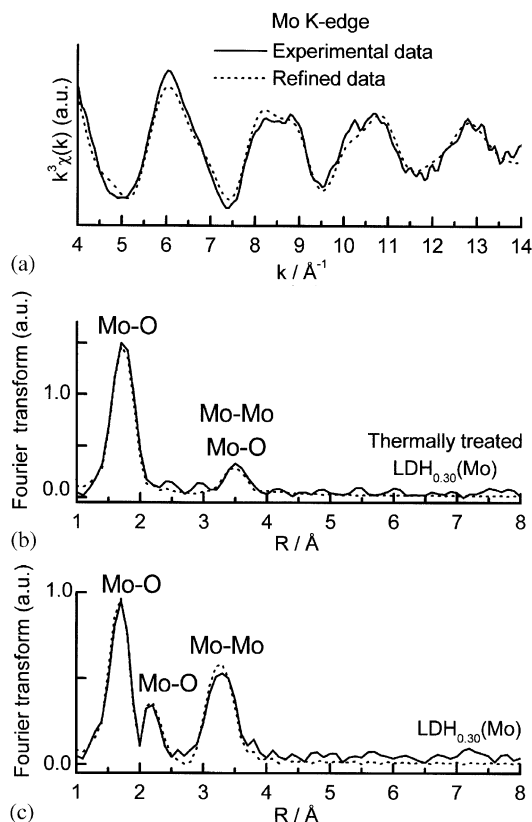 Mo K-edge
Experimental data
Refined data
k³χ(k) (a.u.)
4 5 6 7 8 9 10 11 12 13 14
k / Å⁻¹
(a)
Fourier transform (a.u.)
1.0
0.0
Mo-O
Mo-Mo
Mo-O
Thermally treated
LDH₀.₃₀(Mo)
1 2 3 4 5 6 7 8
R / Å
(b)
Fourier transform (a.u.)
1.0
0.0
Mo-O
Mo-O
Mo-Mo
LDH₀.₃₀(Mo)
1 2 3 4 5 6 7 8
R / Å
(c)